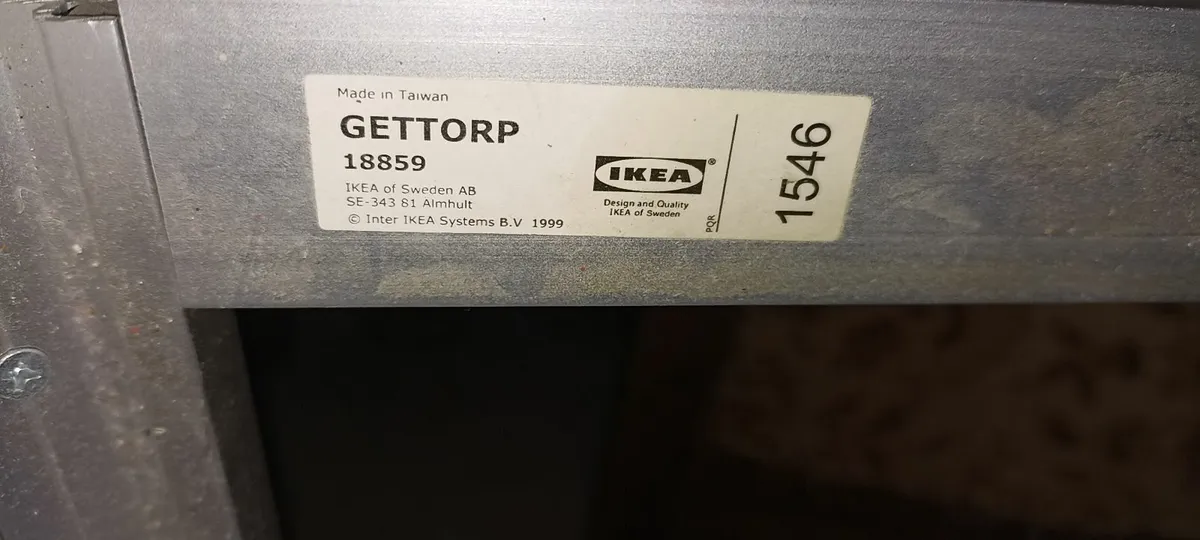 Made in Taiwan
GETTORP
18859
IKEA of Sweden AB
SE-343 81 Almhult
© Inter IKEA Systems B.V 1999
IKEA®
Design and Quality
IKEA of Sweden
PQR
1546